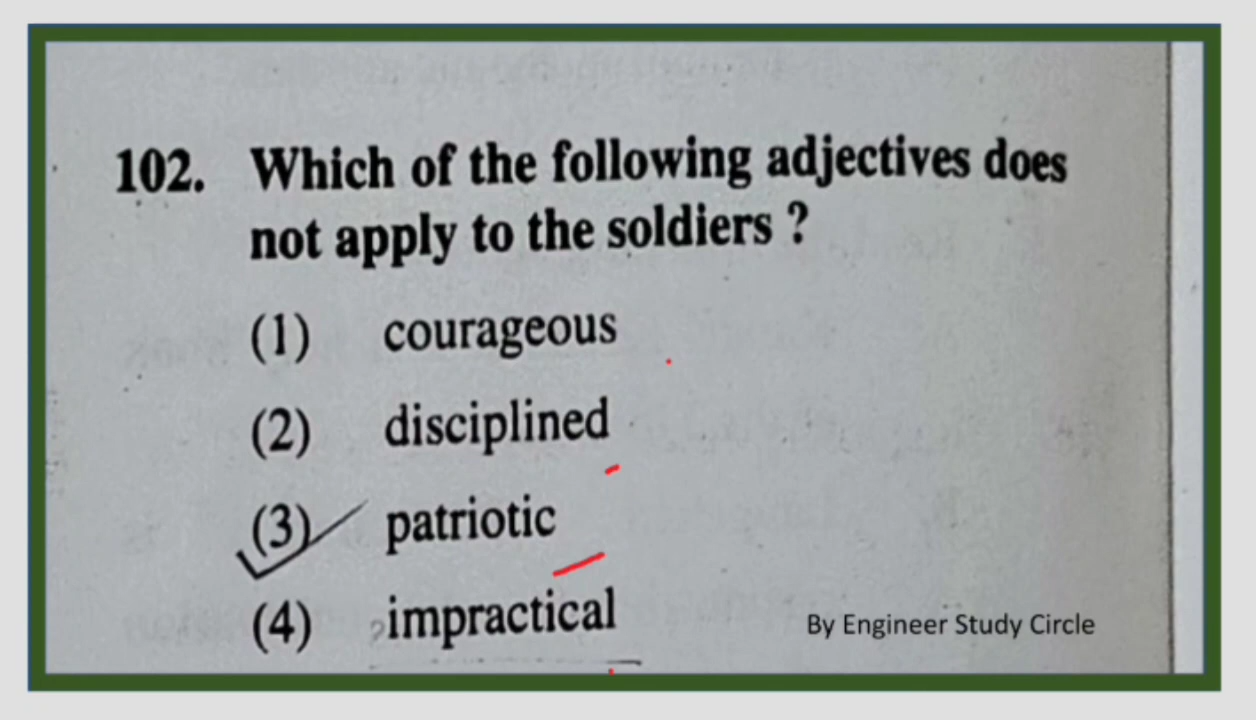 102. Which of the following adjectives does
not apply to the soldiers ?
(1) courageous
(2) disciplined
(3) patriotic
(4) impractical
By Engineer Study Circle